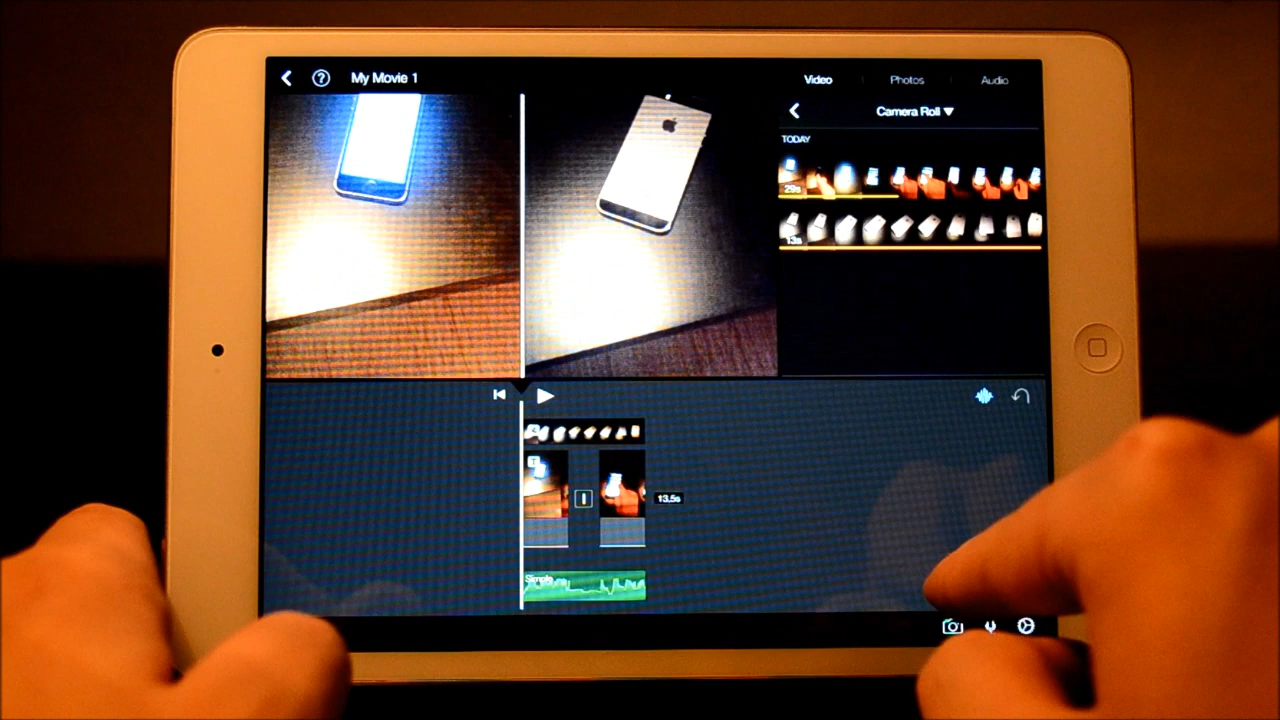 ? My Movie 1
Video Photos Audio
Camera Roll
TODAY
29s
13s
T
13.5s
Simple